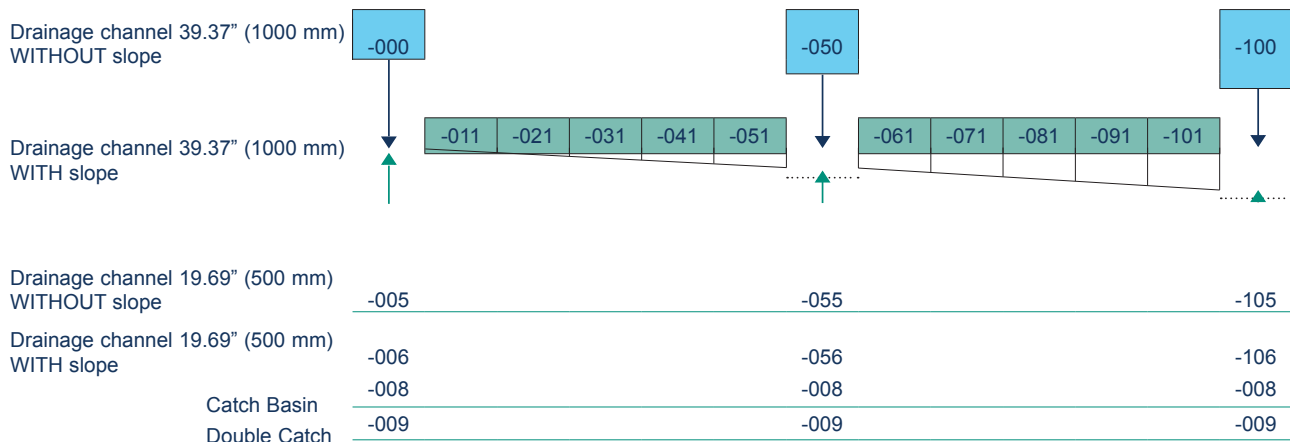 Drainage channel 39.37” (1000 mm)
WITHOUT slope
-000
-050
-100
Drainage channel 39.37” (1000 mm)
WITH slope
-011 -021 -031 -041 -051
-061 -071 -081 -091 -101
Drainage channel 19.69” (500 mm)
WITHOUT slope
-005 -055 -105
Drainage channel 19.69” (500 mm)
WITH slope
-006 -056 -106
Catch Basin
-008 -008 -008
Double Catch
-009 -009 -009